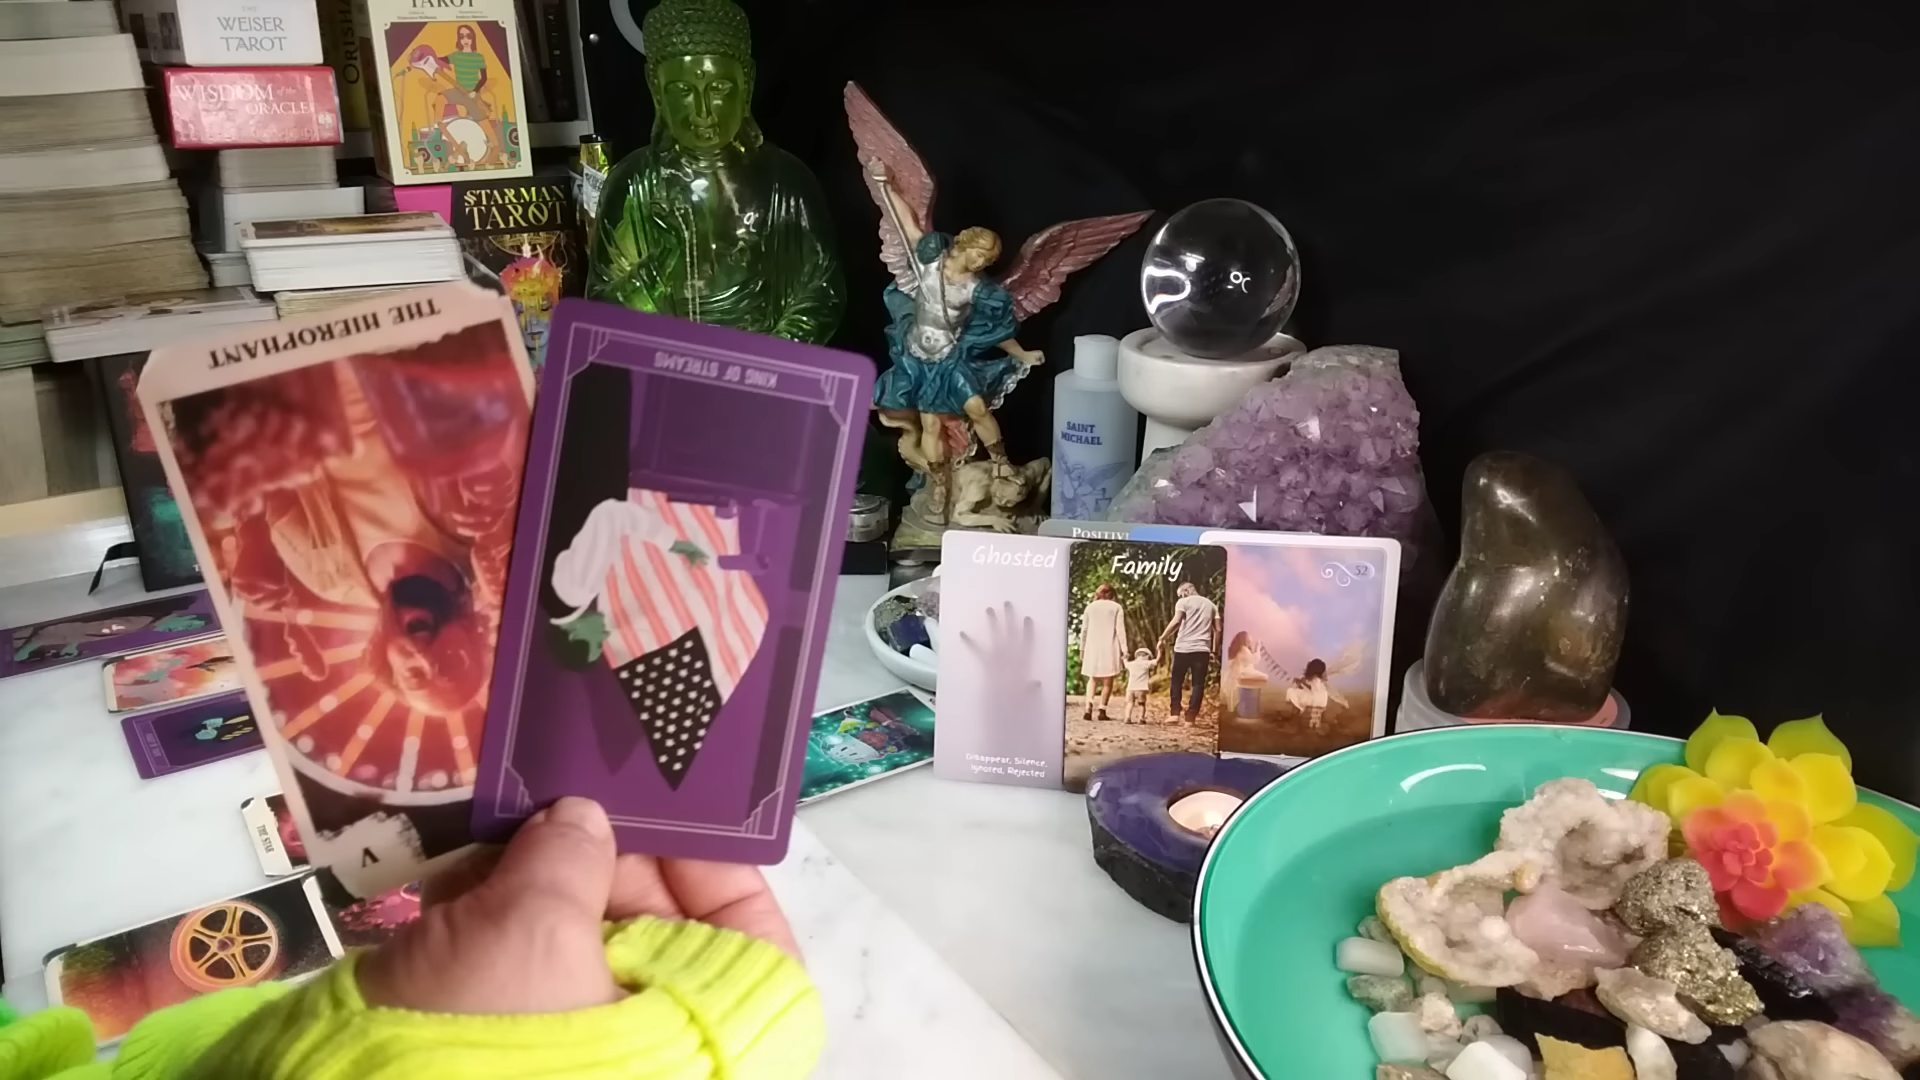 THE
WEISER
TAROT
WISDOM of the
ORACLE
ORISHA
TAROT
STARMAN
TAROT
THE HIEROPHANT
V
KING OF STREAMS
SAINT
MICHAEL
POSITIVE
Ghosted
Disappear, Silence,
Ignored, Rejected
Family
52
THE STAR